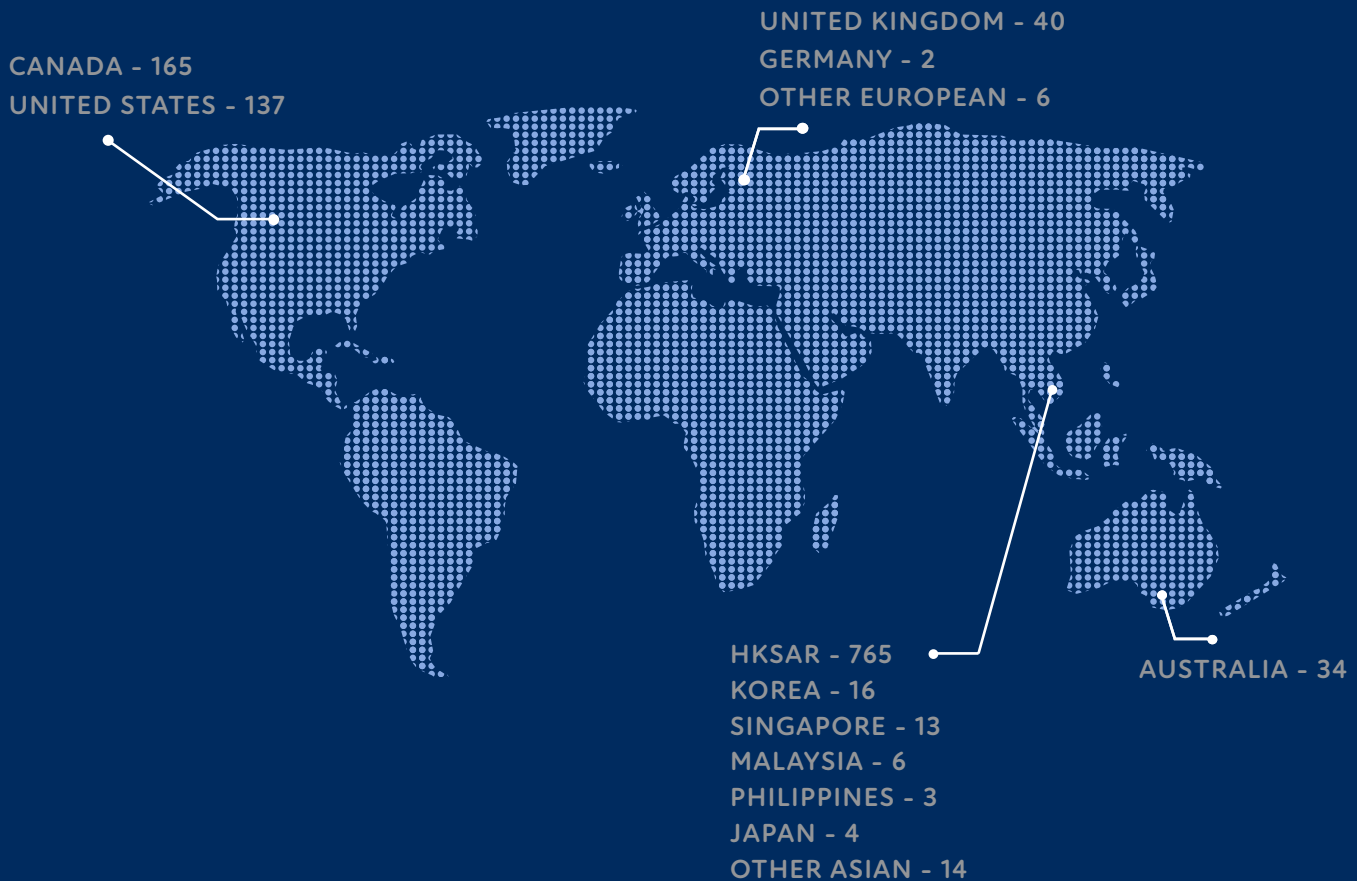 CANADA - 165
UNITED STATES - 137
UNITED KINGDOM - 40
GERMANY - 2
OTHER EUROPEAN - 6
HKSAR - 765
KOREA - 16
SINGAPORE - 13
MALAYSIA - 6
PHILIPPINES - 3
JAPAN - 4
OTHER ASIAN - 14
AUSTRALIA - 34